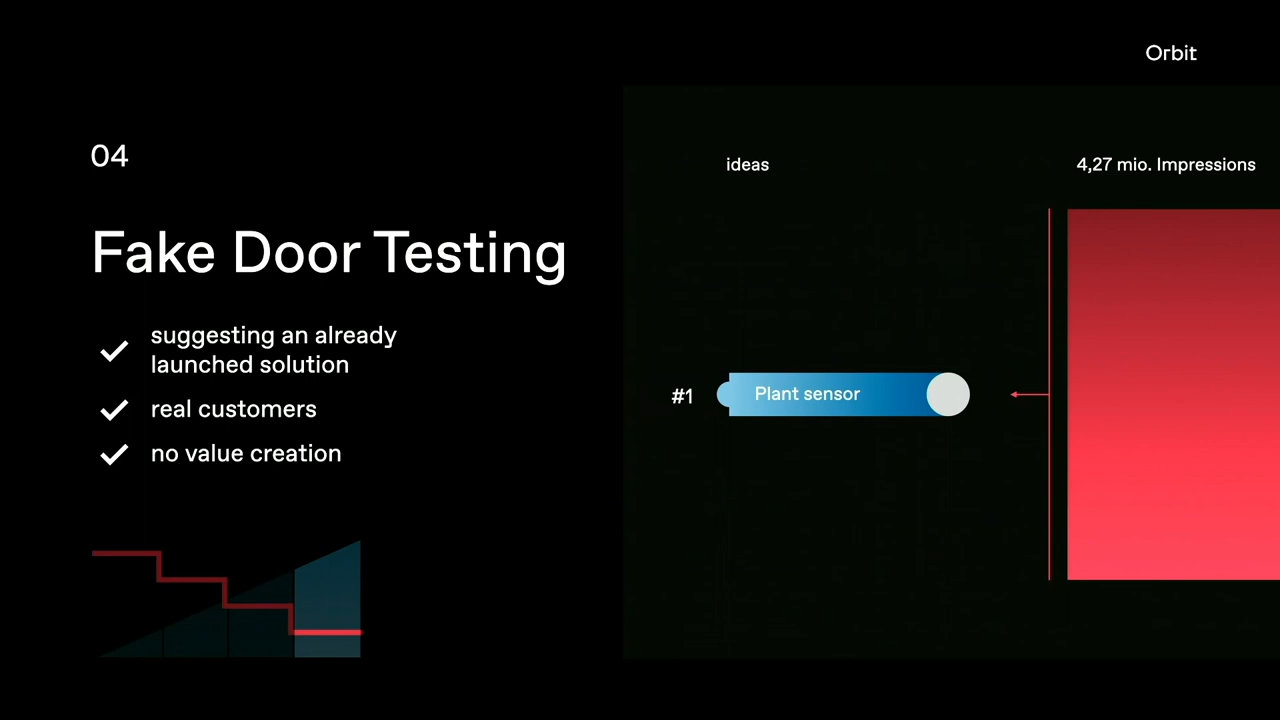 Orbit
04
Fake Door Testing
suggesting an already
launched solution
real customers
no value creation
ideas
4,27 mio. Impressions
#1
Plant sensor